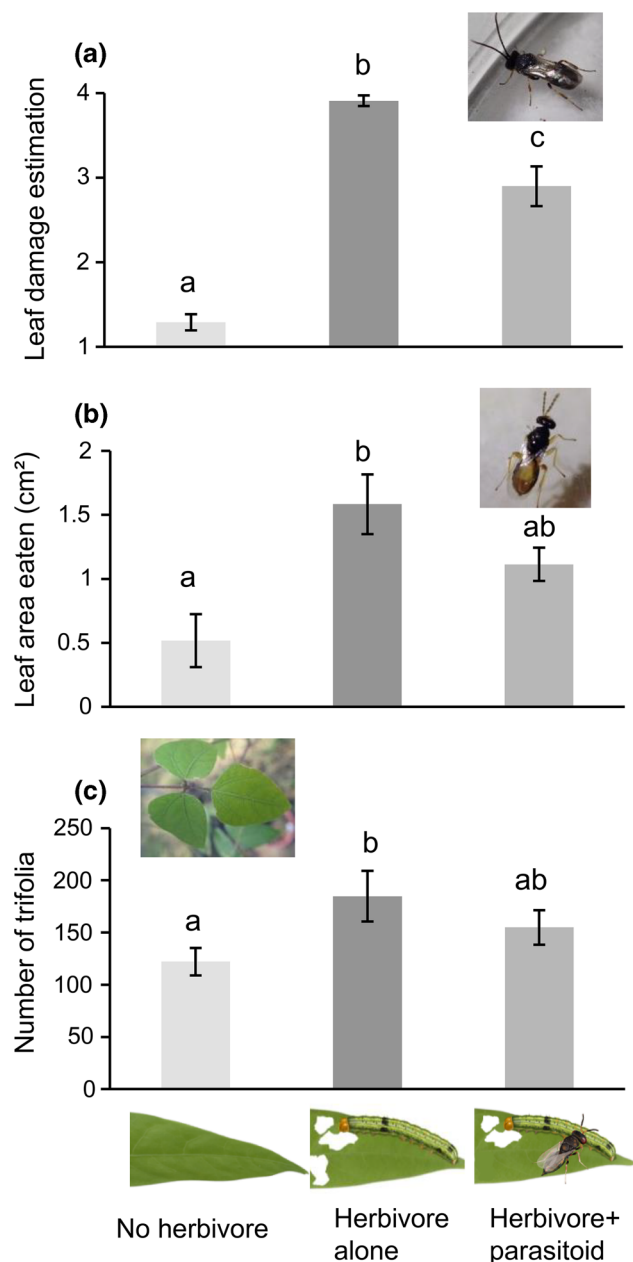 (a)
Leaf damage estimation
4
3
2
1
a
b
c
(b)
Leaf area eaten (cm²)
2
1.5
1
0.5
0
a
b
ab
(c)
Number of trifolia
250
200
150
100
50
0
a
b
ab
No herbivore
Herbivore
alone
Herbivore+
parasitoid